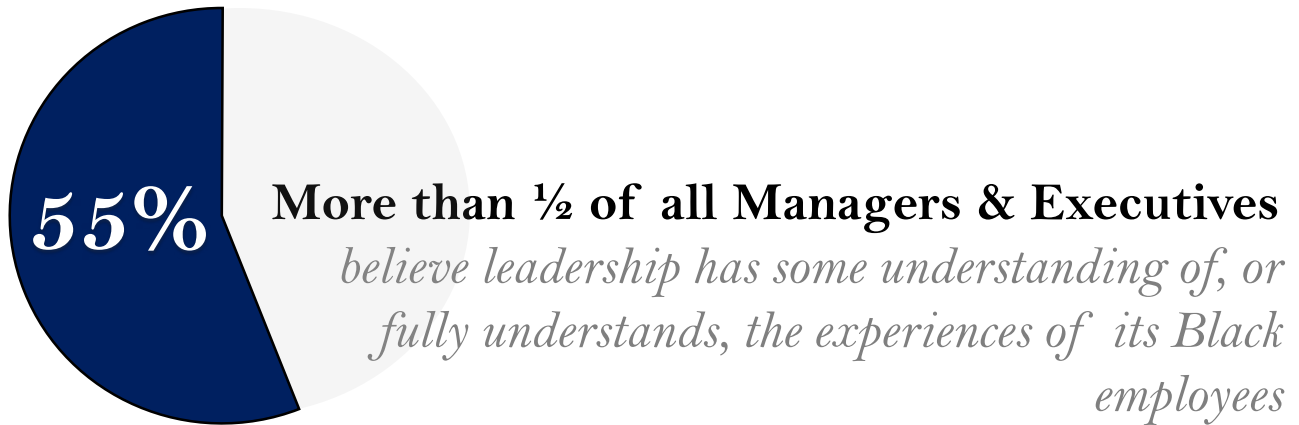 55%
More than ½ of all Managers & Executives
believe leadership has some understanding of, or
fully understands, the experiences of its Black
employees